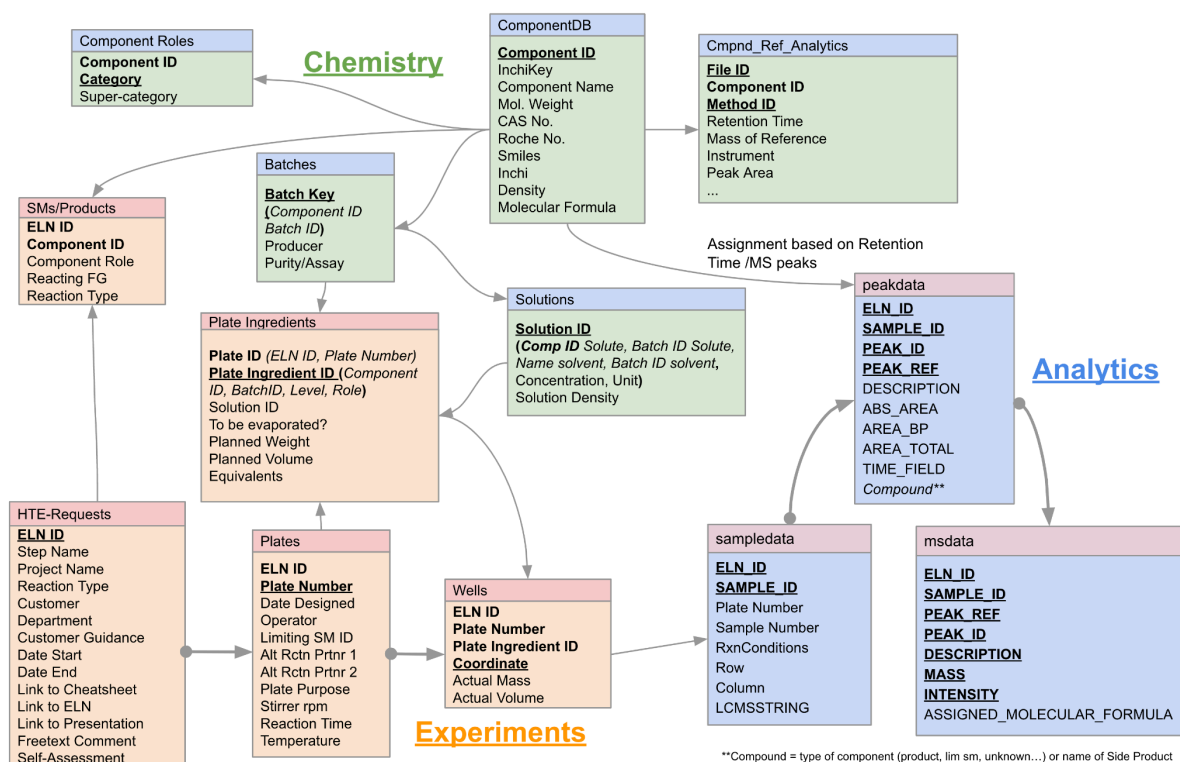 Chemistry
Component Roles
Component ID
Category
Super-category
ComponentDB
Component ID
InchiKey
Component Name
Mol. Weight
CAS No.
Roche No.
Smiles
Inchi
Density
Molecular Formula
Cmpnd_Ref_Analytics
File ID
Component ID
Method ID
Retention Time
Mass of Reference
Instrument
Peak Area
...
Batches
Batch Key
(Component ID
Batch ID)
Producer
Purity/Assay
SMs/Products
ELN ID
Component ID
Component Role
Reacting FG
Reaction Type
Assignment based on Retention
Time /MS peaks
Solutions
Solution ID
(Comp ID Solute, Batch ID Solute,
Name solvent, Batch ID solvent,
Concentration, Unit)
Solution Density
Plate Ingredients
Plate ID (ELN ID, Plate Number)
Plate Ingredient ID (Component
ID, BatchID, Level, Role)
Solution ID
To be evaporated?
Planned Weight
Planned Volume
Equivalents
peakdata
ELN_ID
SAMPLE_ID
PEAK_ID
PEAK_REF
DESCRIPTION
ABS_AREA
AREA_BP
AREA_TOTAL
TIME_FIELD
Compound**
Analytics
HTE-Requests
ELN ID
Step Name
Project Name
Reaction Type
Customer
Department
Customer Guidance
Date Start
Date End
Link to Cheatsheet
Link to ELN
Link to Presentation
Freetext Comment
Self-Assessment
Plates
ELN ID
Plate Number
Date Designed
Operator
Limiting SM ID
Alt Rctn Prtnr 1
Alt Rctn Prtnr 2
Plate Purpose
Stirrer rpm
Reaction Time
Temperature
Wells
ELN ID
Plate Number
Plate Ingredient ID
Coordinate
Actual Mass
Actual Volume
Experiments
sampledata
ELN_ID
SAMPLE_ID
Plate Number
Sample Number
RxnConditions
Row
Column
LCMSSTRING
msdata
ELN_ID
SAMPLE_ID
PEAK_REF
PEAK_ID
DESCRIPTION
MASS
INTENSITY
ASSIGNED_MOLECULAR_FORMULA
**Compound = type of component (product, lim sm, unknown…) or name of Side Product